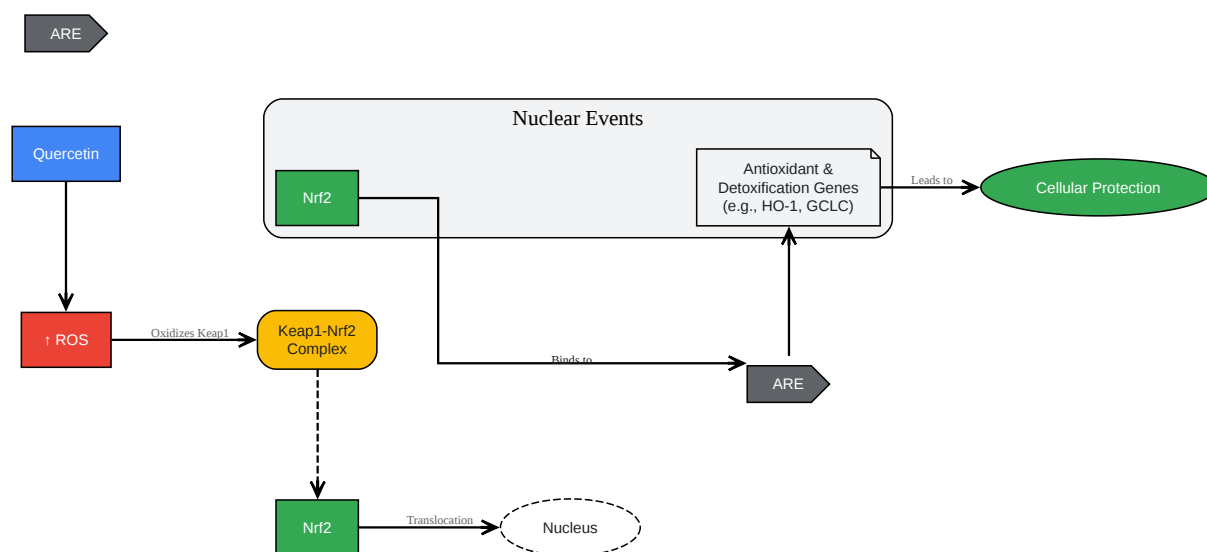 ARE
Nuclear Events
Quercetin
Nrf2
Antioxidant &
Detoxification Genes
(e.g., HO-1, GCLC)
Leads to
Cellular Protection
↑ ROS
Oxidizes Keap1
Keap1-Nrf2
Complex
Binds to
ARE
Nrf2
Translocation
Nucleus